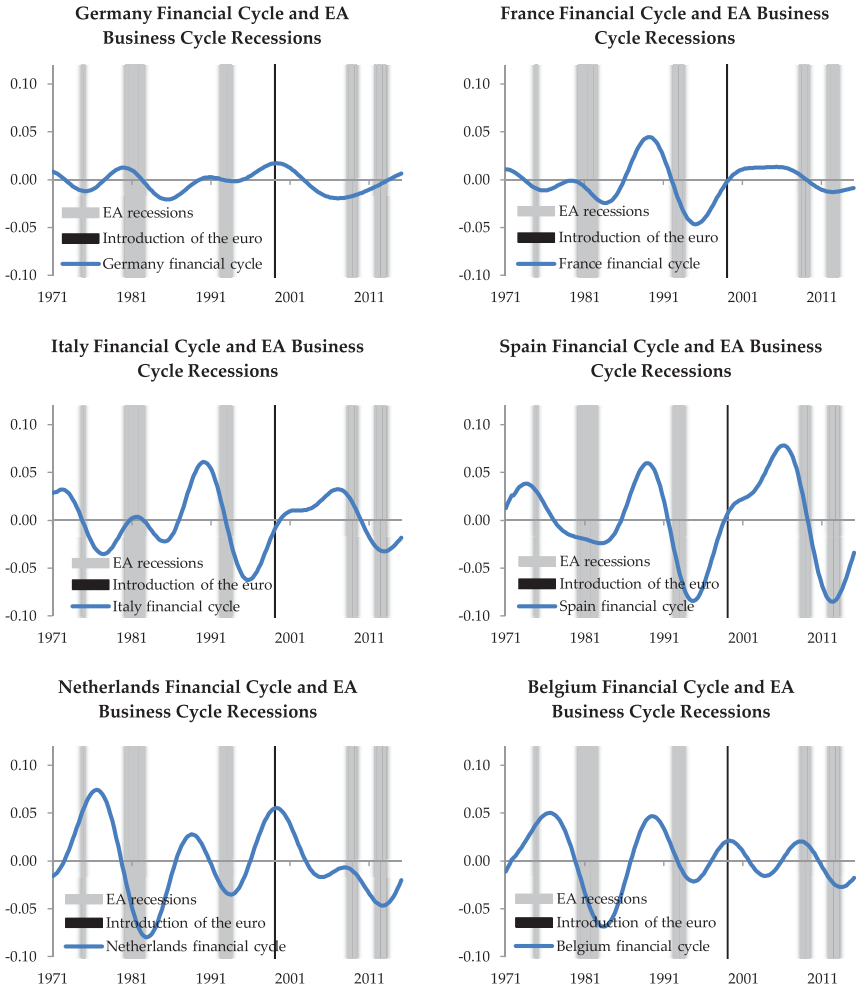 Germany Financial Cycle and EA
Business Cycle Recessions
0.10
0.05
0.00
-0.05
-0.10
EA recessions
Introduction of the euro
Germany financial cycle
1971 1981 1991 2001 2011
France Financial Cycle and EA Business
Cycle Recessions
0.10
0.05
0.00
-0.05
-0.10
EA recessions
Introduction of the euro
France financial cycle
1971 1981 1991 2001 2011
Italy Financial Cycle and EA Business
Cycle Recessions
0.10
0.05
0.00
-0.05
-0.10
EA recessions
Introduction of the euro
Italy financial cycle
1971 1981 1991 2001 2011
Spain Financial Cycle and EA Business
Cycle Recessions
0.10
0.05
0.00
-0.05
-0.10
EA recessions
Introduction of the euro
Spain financial cycle
1971 1981 1991 2001 2011
Netherlands Financial Cycle and EA
Business Cycle Recessions
0.10
0.05
0.00
-0.05
-0.10
EA recessions
Introduction of the euro
Netherlands financial cycle
1971 1981 1991 2001 2011
Belgium Financial Cycle and EA
Business Cycle Recessions
0.10
0.05
0.00
-0.05
-0.10
EA recessions
Introduction of the euro
Belgium financial cycle
1971 1981 1991 2001 2011